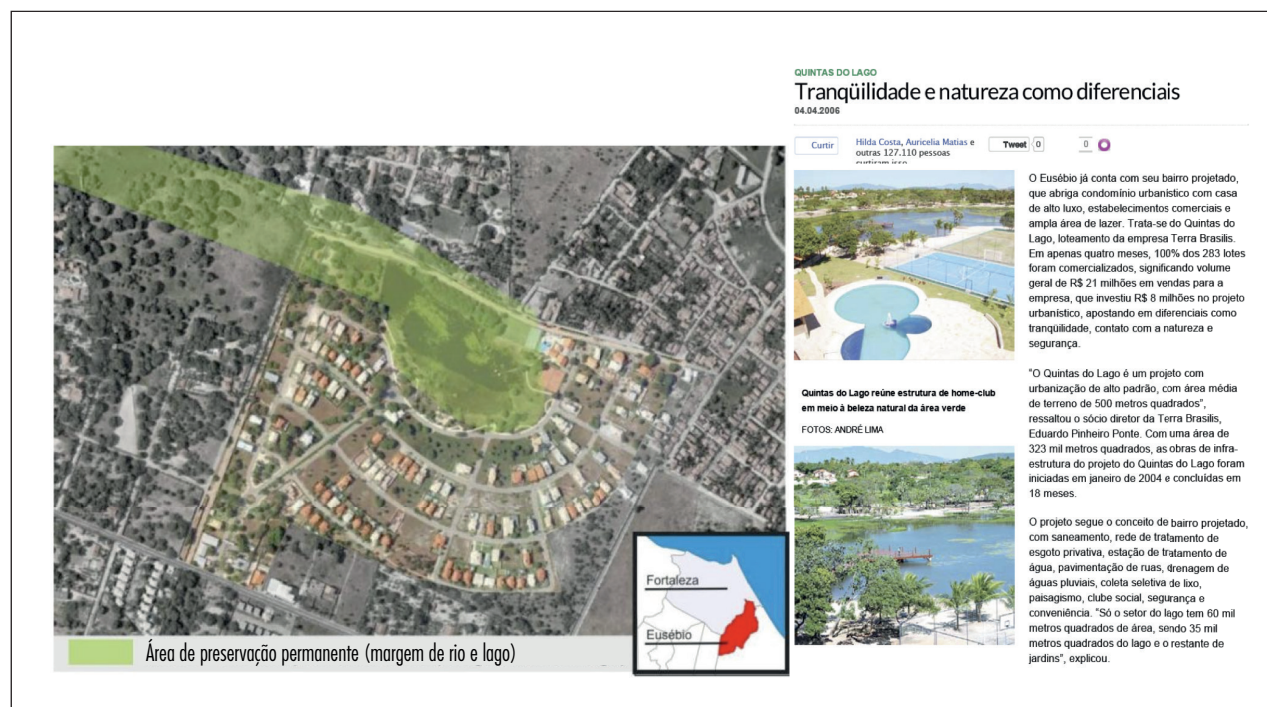 QUINTAS DO LAGO
Tranqüilidade e natureza como diferenciais
04.04.2006
Curtir
Hilda Costa, Auricelia Matias e
outras 127.110 pessoas
curtiram isso
Tweet 0
0
O Eusébio já conta com seu bairro projetado,
que abriga condomínio urbanístico com casa
de alto luxo, estabelecimentos comerciais e
ampla área de lazer. Trata-se do Quintas do
Lago, loteamento da empresa Terra Brasilis.
Em apenas quatro meses, 100% dos 283 lotes
foram comercializados, significando volume
geral de R$ 21 milhões em vendas para a
empresa, que investiu R$ 8 milhões no projeto
urbanístico, apostando em diferenciais como
tranqüilidade, contato com a natureza e
segurança.
Quintas do Lago reúne estrutura de home-club
em meio à beleza natural da área verde
FOTOS: ANDRÉ LIMA
"O Quintas do Lago é um projeto com
urbanização de alto padrão, com área média
de terreno de 500 metros quadrados",
ressaltou o sócio diretor da Terra Brasilis,
Eduardo Pinheiro Ponte. Com uma área de
323 mil metros quadrados, as obras de infra-
estrutura do projeto do Quintas do Lago foram
iniciadas em janeiro de 2004 e concluídas em
18 meses.
O projeto segue o conceito de bairro projetado,
com saneamento, rede de tratamento de
esgoto privativa, estação de tratamento de
água, pavimentação de ruas, drenagem de
águas pluviais, coleta seletiva de lixo,
paisagismo, clube social, segurança e
conveniência. "Só o setor do lago tem 60 mil
metros quadrados de área, sendo 35 mil
metros quadrados do lago e o restante de
jardins", explicou.
Fortaleza
Eusébio
Área de preservação permanente (margem de rio e lago)